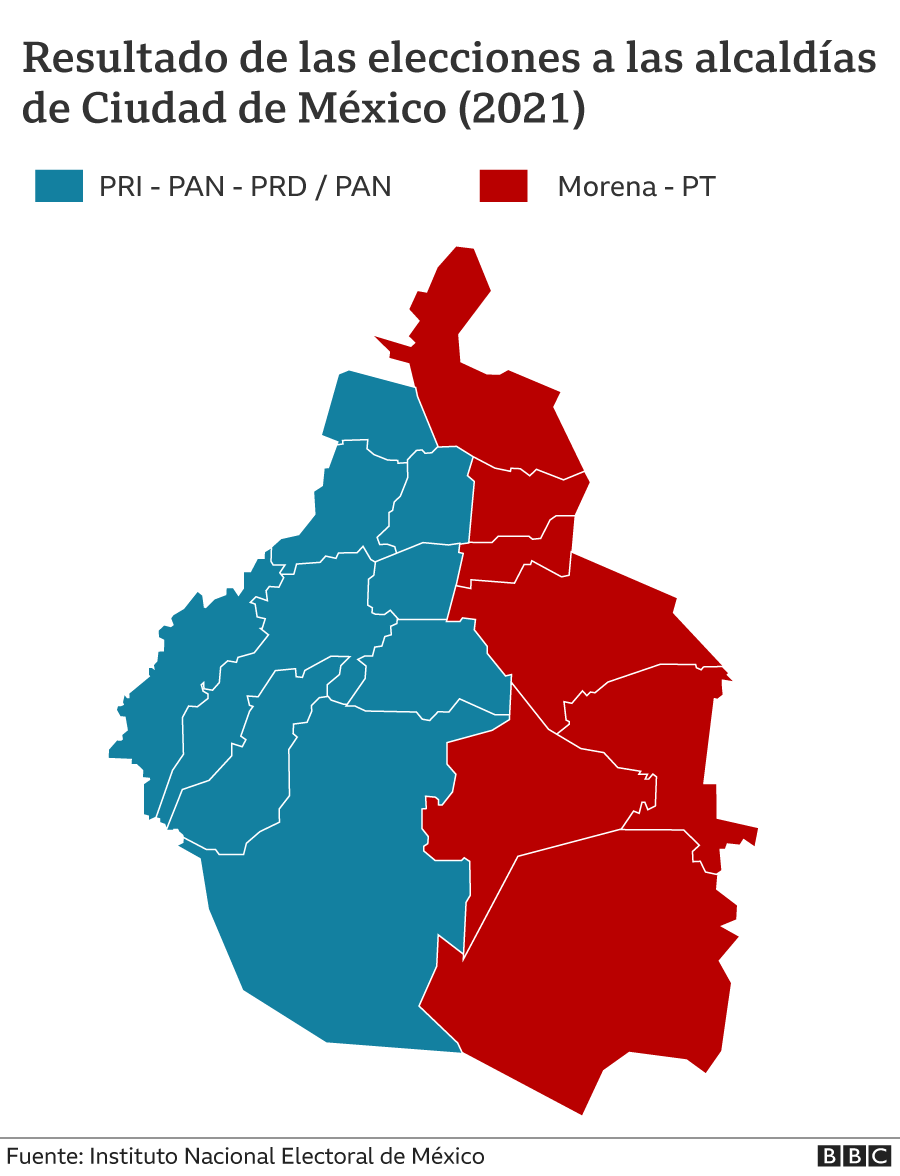 Resultado de las elecciones a las alcaldías
de Ciudad de México (2021)
PRI - PAN - PRD / PAN
Morena - PT
Fuente: Instituto Nacional Electoral de México
BBC